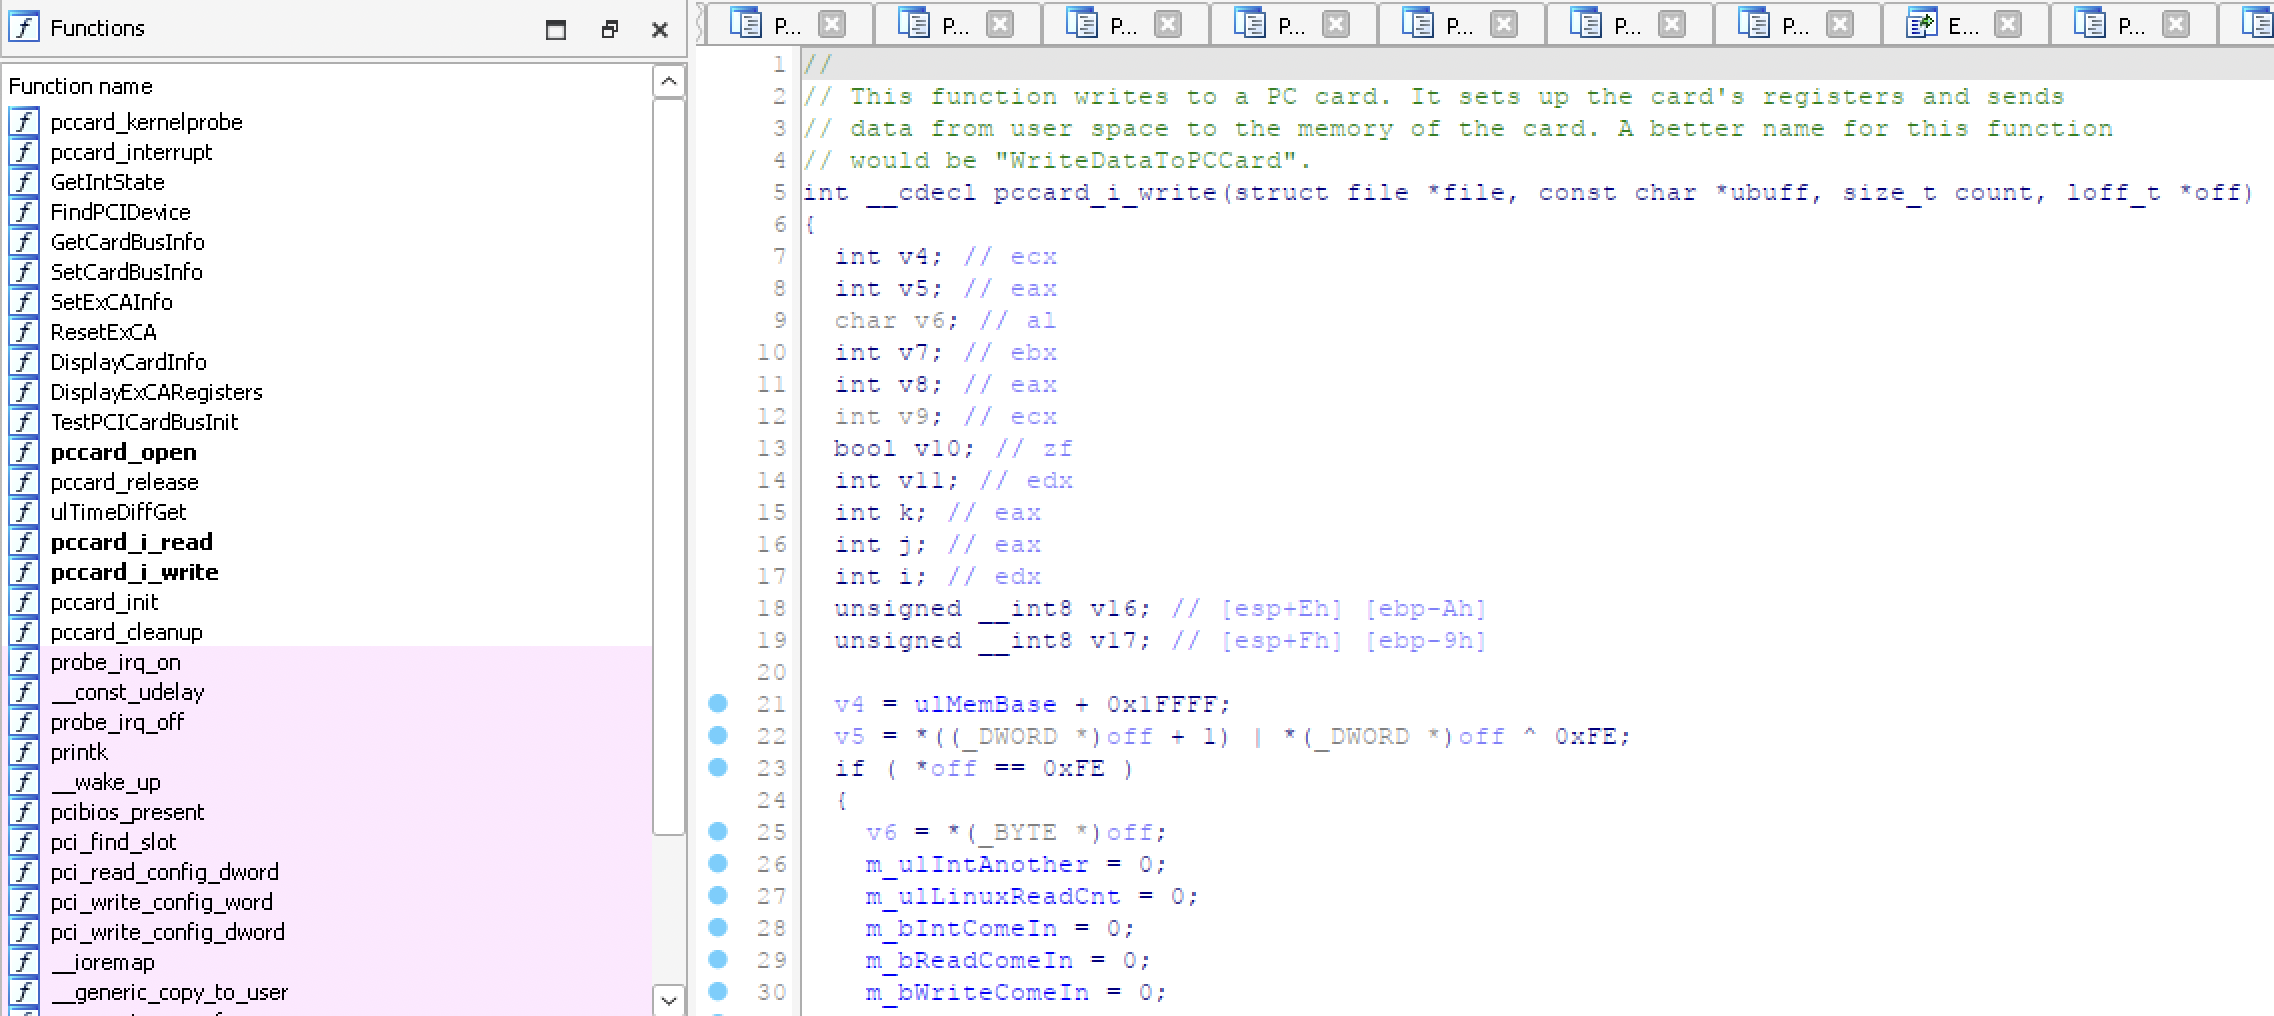 Functions
Function name
pccard_kernelprobe
pccard_interrupt
GetIntState
FindPCIDevice
GetCardBusInfo
SetCardBusInfo
SetExCAInfo
ResetExCA
DisplayCardInfo
DisplayExCARegisters
TestPCICardBusInit
pccard_open
pccard_release
ulTimeDiffGet
pccard_i_read
pccard_i_write
pccard_init
pccard_cleanup
probe_irq_on
__const_udelay
probe_irq_off
printk
__wake_up
pcibios_present
pci_find_slot
pci_read_config_dword
pci_write_config_word
pci_write_config_dword
__ioremap
__generic_copy_to_user
P... P... P... P... P... P... P... E... P...
1 //
2 // This function writes to a PC card. It sets up the card's registers and sends
3 // data from user space to the memory of the card. A better name for this function
4 // would be "WriteDataToPCCard".
5 int __cdecl pccard_i_write(struct file *file, const char *ubuff, size_t count, loff_t *off)
6 {
7 int v4; // ecx
8 int v5; // eax
9 char v6; // al
10 int v7; // ebx
11 int v8; // eax
12 int v9; // ecx
13 bool v10; // zf
14 int v11; // edx
15 int k; // eax
16 int j; // eax
17 int i; // edx
18 unsigned __int8 v16; // [esp+Eh] [ebp-Ah]
19 unsigned __int8 v17; // [esp+Fh] [ebp-9h]
20
21 v4 = ulMemBase + 0x1FFFF;
22 v5 = *((_DWORD *)off + 1) | *(_DWORD *)off ^ 0xFE;
23 if ( *off == 0xFE )
24 {
25 v6 = *(_BYTE *)off;
26 m_ulIntAnother = 0;
27 m_ulLinuxReadCnt = 0;
28 m_bIntComeIn = 0;
29 m_bReadComeIn = 0;
30 m_bWriteComeIn = 0;